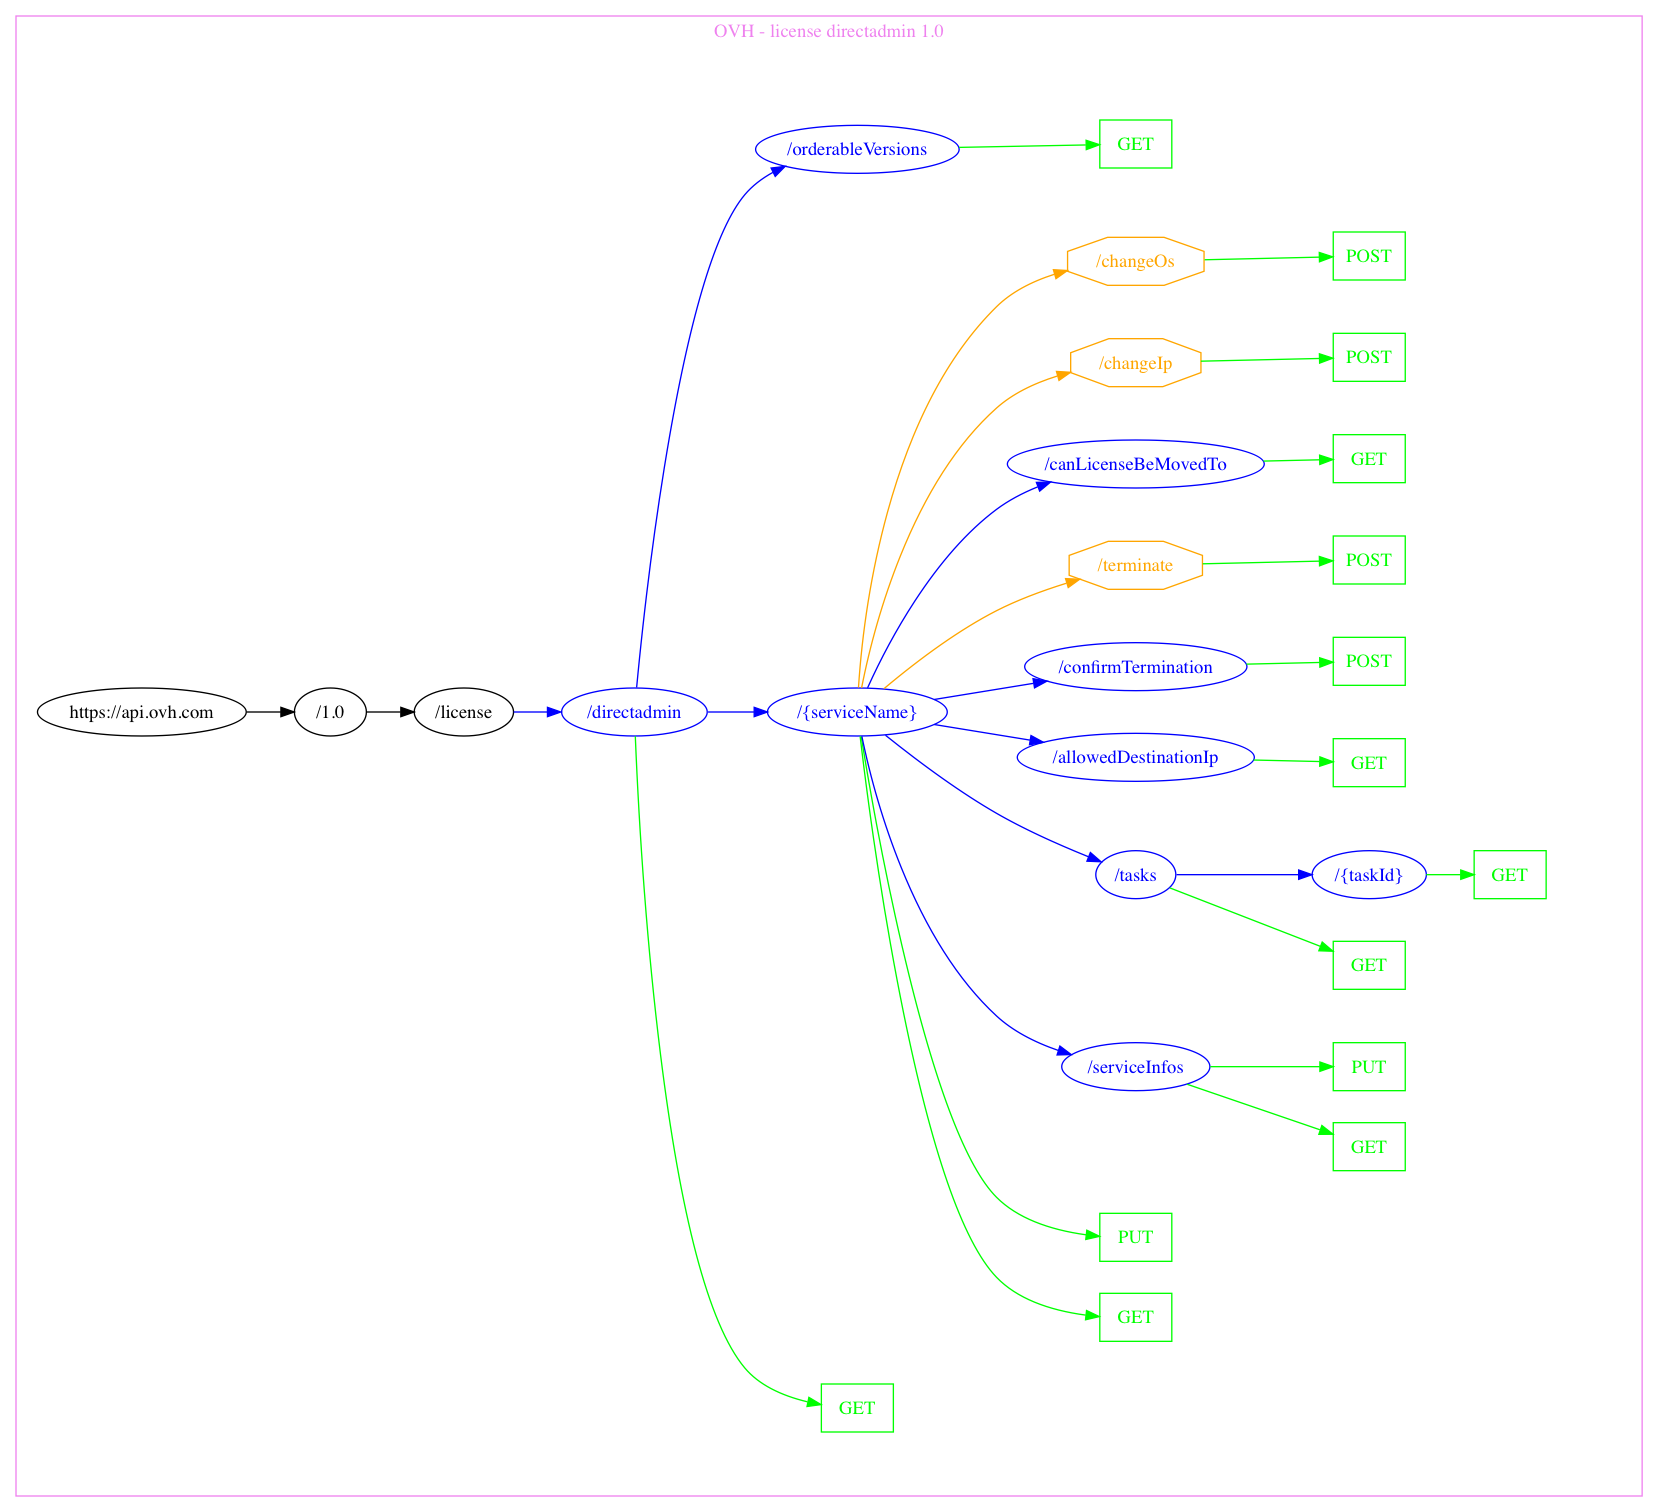 OVH - license directadmin 1.0
/orderableVersions
GET
/changeOs
POST
/changeIp
POST
/canLicenseBeMovedTo
GET
/terminate
POST
/confirmTermination
POST
https://api.ovh.com
/1.0
/license
/directadmin
/{serviceName}
/allowedDestinationIp
GET
/tasks
/{taskId}
GET
GET
/serviceInfos
PUT
GET
PUT
GET
GET